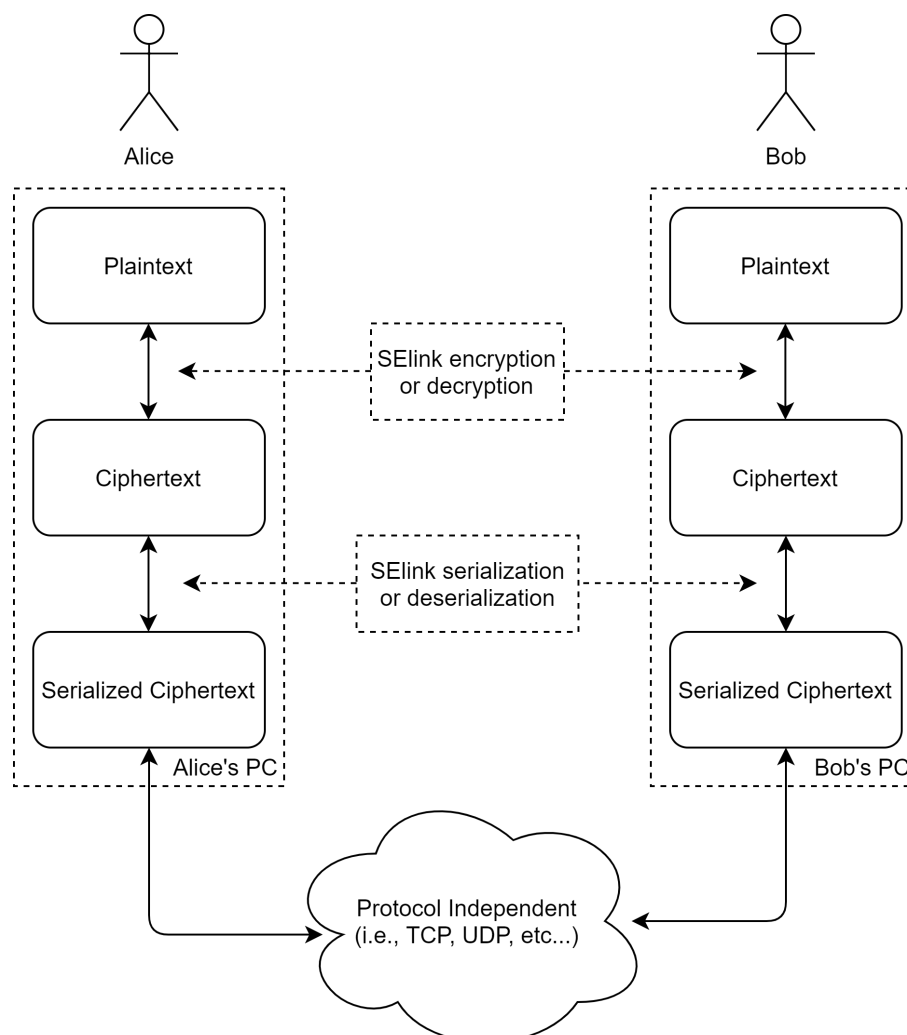 Alice
Bob
Plaintext
Plaintext
SElink encryption
or decryption
Ciphertext
Ciphertext
SElink serialization
or deserialization
Serialized Ciphertext
Serialized Ciphertext
Alice's PC
Bob's PC
Protocol Independent
(i.e., TCP, UDP, etc...)